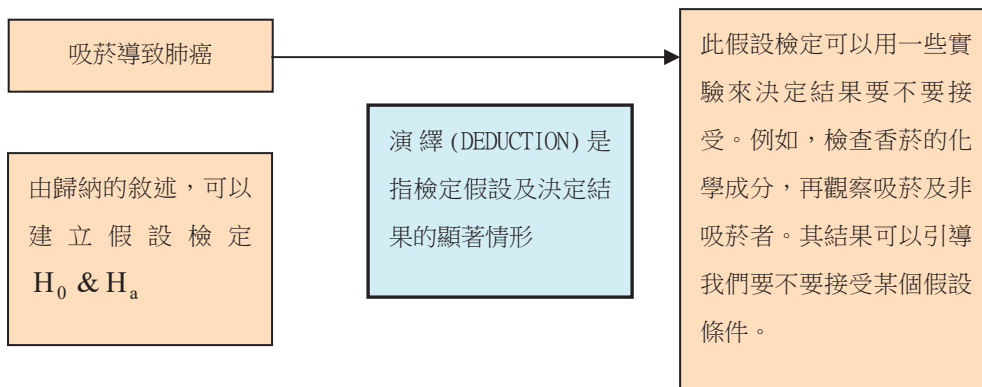 吸菸導致肺癌
由歸納的敘述，可以
建立假設檢定
H₀ & Hₐ
演繹(DEDUCTION)是
指檢定假設及決定結
果的顯著情形
此假設檢定可以用一些實
驗來決定結果要不要接
受。例如，檢查香菸的化
學成分，再觀察吸菸及非
吸菸者。其結果可以引導
我們要不要接受某個假設
條件。